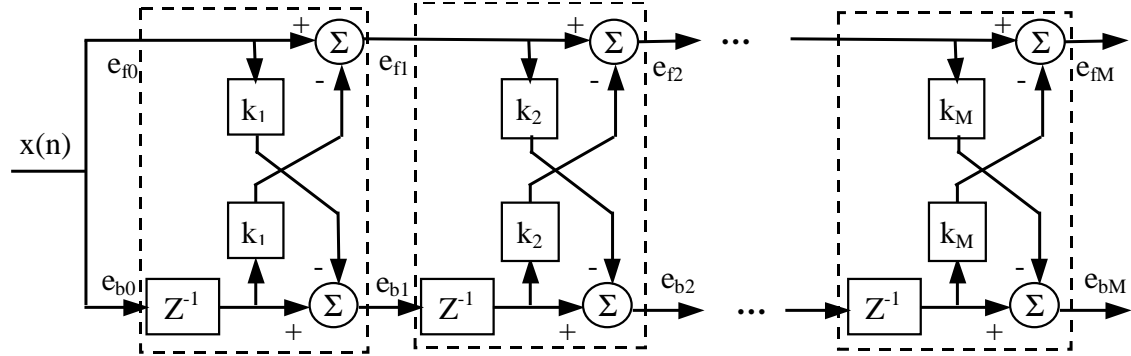 + Σ + Σ ... + Σ
e_f0 - e_f1 - e_f2 - e_fM
k_1 k_2 k_M
x(n)
k_1 k_2 k_M
e_b0 - e_b1 - e_b2 - e_bM
Z^-1 Σ Z^-1 Σ ... Z^-1 Σ
+ + +